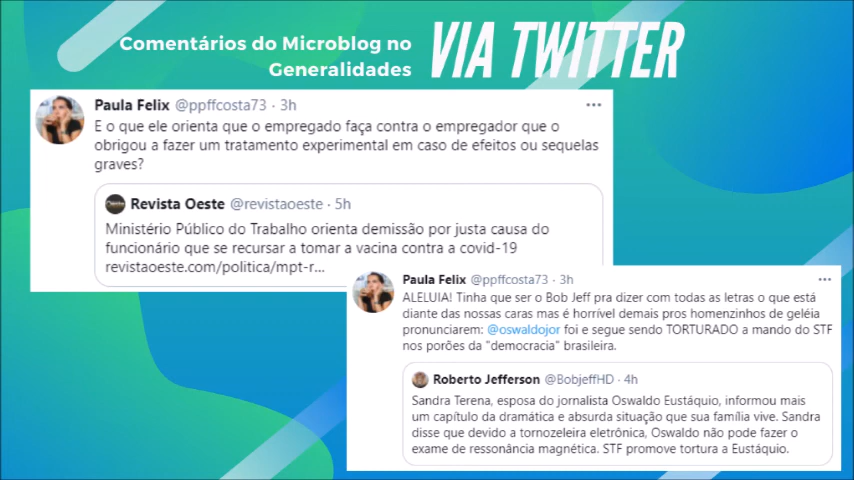 Comentários do Microblog no
Generalidades
VIA TWITTER
Paula Felix @ppffcosta73 · 3h
E o que ele orienta que o empregado faça contra o empregador que o
obrigou a fazer um tratamento experimental em caso de efeitos ou sequelas
graves?
Revista Oeste @revistaoeste · 5h
Ministério Público do Trabalho orienta demissão por justa causa do
funcionário que se recursar a tomar a vacina contra a covid-19
revistaoeste.com/politica/mpt-r...
Paula Felix @ppffcosta73 · 3h
ALELUIA! Tinha que ser o Bob Jeff pra dizer com todas as letras o que está
diante das nossas caras mas é horrível demais pros homenzinhos de geléia
pronunciarem: @oswaldojor foi e segue sendo TORTURADO a mando do STF
nos porões da "democracia" brasileira.
Roberto Jefferson @BobjeffHD · 4h
Sandra Terena, esposa do jornalista Oswaldo Eustáquio, informou mais
um capítulo da dramática e absurda situação que sua família vive. Sandra
disse que devido a tornozeleira eletrônica, Oswaldo não pode fazer o
exame de ressonância magnética. STF promove tortura a Eustáquio.